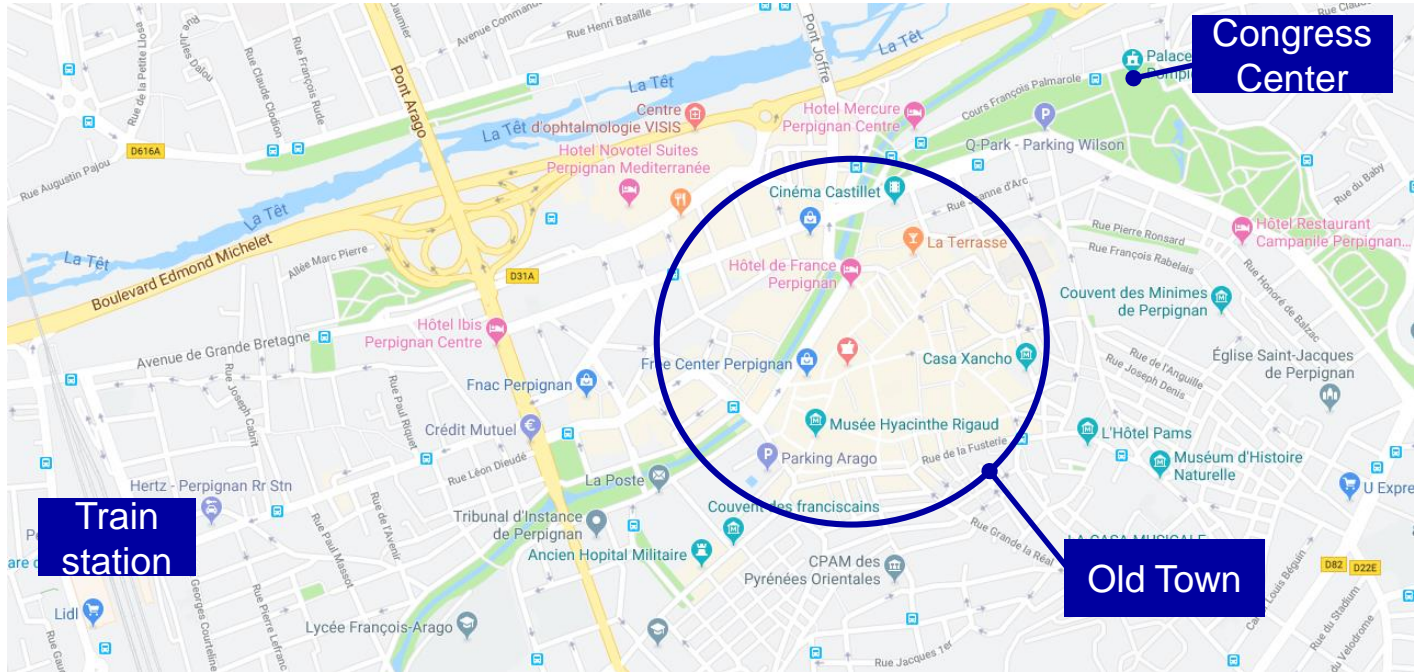 Daumier
Avenue Commandant
Rue Henri Bataille
Pont Joffre
La Têt
Rue Claude
Congress
Center
Rue de la Petite Llosa
Rue Jules Dalou
Rue Claude Clodion
Rue François Rude
Pont Arago
La Têt
Palace
Cours François Palmarole
Centre
d'ophtalmologie VISIS
La Têt
Hotel Mercure
Perpignan Centre
D616A
Hotel Novotel Suites
Perpignan Mediterranée
Q-Park - Parking Wilson
Rue Augustin Pajou
Rue du Baby
Cinéma Castillet
Rue Jeanne d'Arc
La Têt
Rue Pierre Ronsard
Hôtel Restaurant
Campanile Perpignan...
La Terrasse
Rue François Rabelais
La Têt
Boulevard Edmond Michelet
Allée Marc Pierre
D31A
Hôtel de France
Perpignan
Rue Honoré de Balzac
Couvent des Minimes
de Perpignan
Hôtel Ibis
Perpignan Centre
Avenue de Grande Bretagne
Free Center Perpignan
Casa Xancho
Rue de l'Anguille
Rue Joseph Denis
Église Saint-Jacques
de Perpignan
Rue Joseph Cabrit
Rue Paul Riquet
Fnac Perpignan
Crédit Mutuel
Musée Hyacinthe Rigaud
L'Hôtel Pams
Rue de la Fusterie
Parking Arago
Rue Léon Dieudé
Muséum d'Histoire
Naturelle
La Poste
Hertz - Perpignan Rr Stn
U Expre
Train
station
Couvent des franciscains
Tribunal d'Instance
de Perpignan
Rue de l'Avenir
Rue Paul Massot
Rue Grande la Réal
LA CASA MUSICALE
Ancien Hopital Militaire
CPAM des
Pyrénées Orientales
Old Town
D82
D22E
Louis Béguin
Rue du Stadium
Lidl
Georges Courteline
Rue Pierre Lefranc
Lycée François-Arago
Rue Jacques 1er